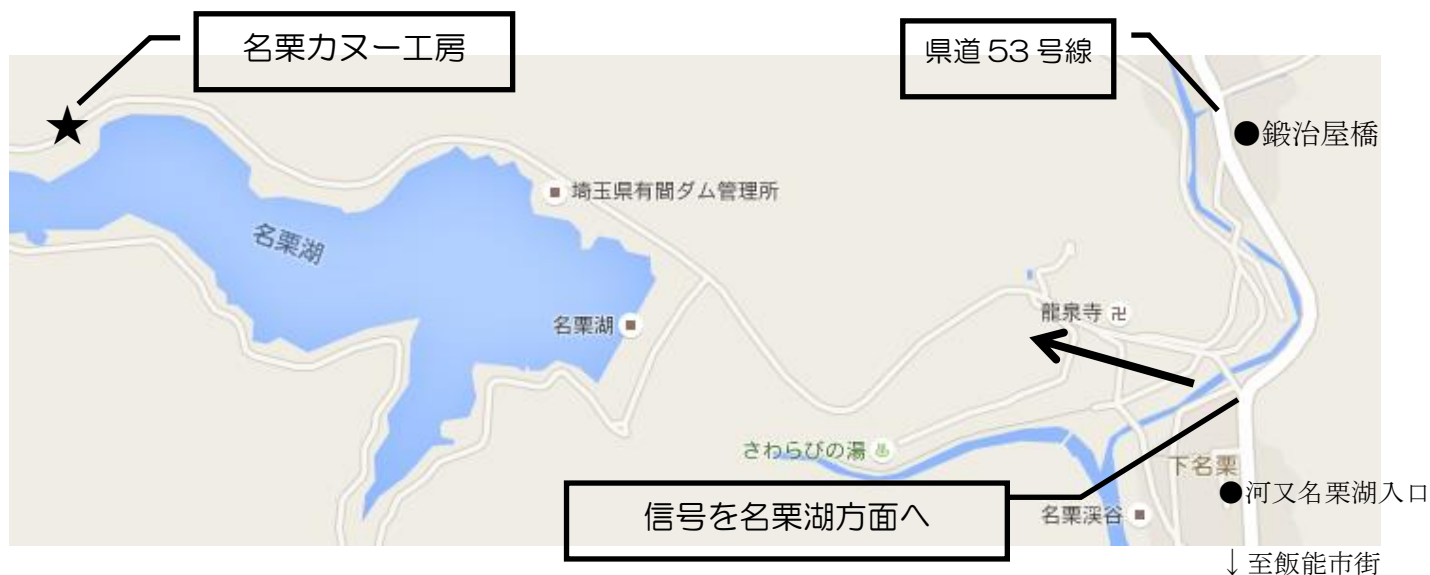 名栗カヌー工房
県道53号線
●鍛治屋橋
埼玉県有間ダム管理所
名栗湖
名栗湖
龍泉寺
さわらびの湯
下名栗
●河又名栗湖入口
信号を名栗湖方面へ
名栗渓谷
↓至飯能市街